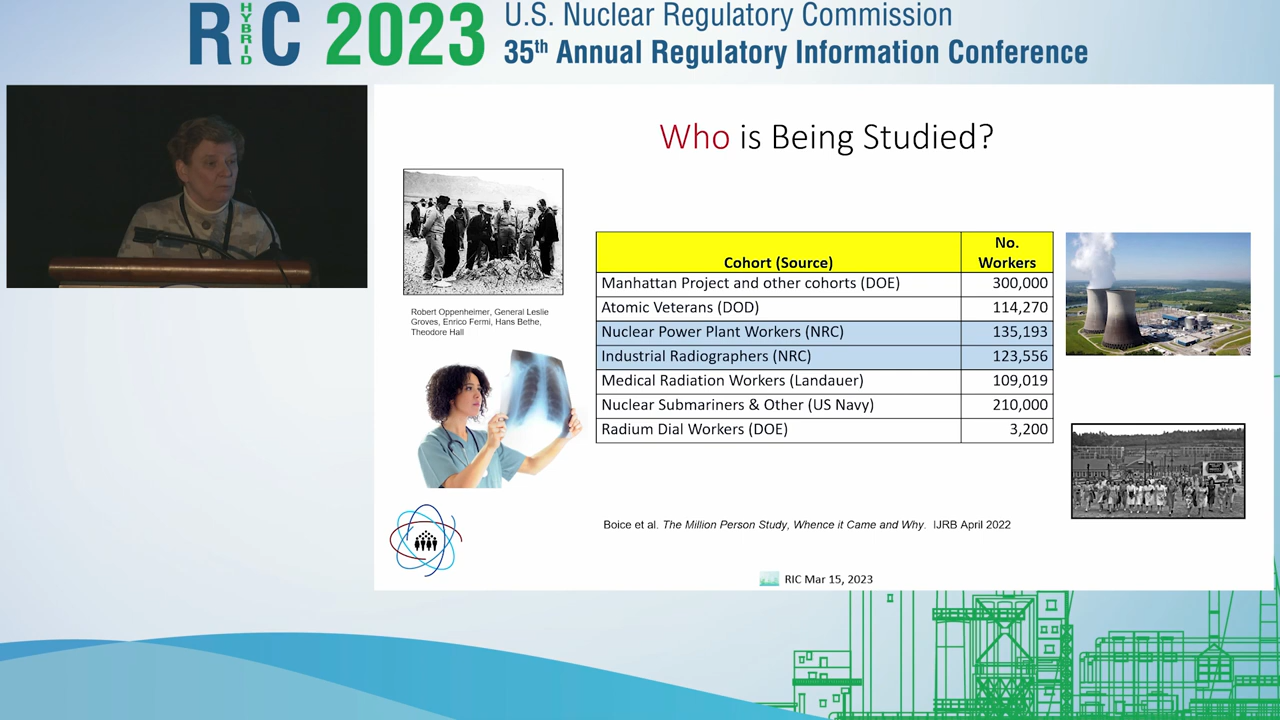 RIC 2023
HYBRID
U.S. Nuclear Regulatory Commission
35th Annual Regulatory Information Conference
Who is Being Studied?
Robert Oppenheimer, General Leslie
Groves, Enrico Fermi, Hans Bethe,
Theodore Hall
Cohort (Source) No. Workers
Manhattan Project and other cohorts (DOE) 300,000
Atomic Veterans (DOD) 114,270
Nuclear Power Plant Workers (NRC) 135,193
Industrial Radiographers (NRC) 123,556
Medical Radiation Workers (Landauer) 109,019
Nuclear Submariners & Other (US Navy) 210,000
Radium Dial Workers (DOE) 3,200
Boice et al. The Million Person Study, Whence it Came and Why. IJRB April 2022
RIC Mar 15, 2023